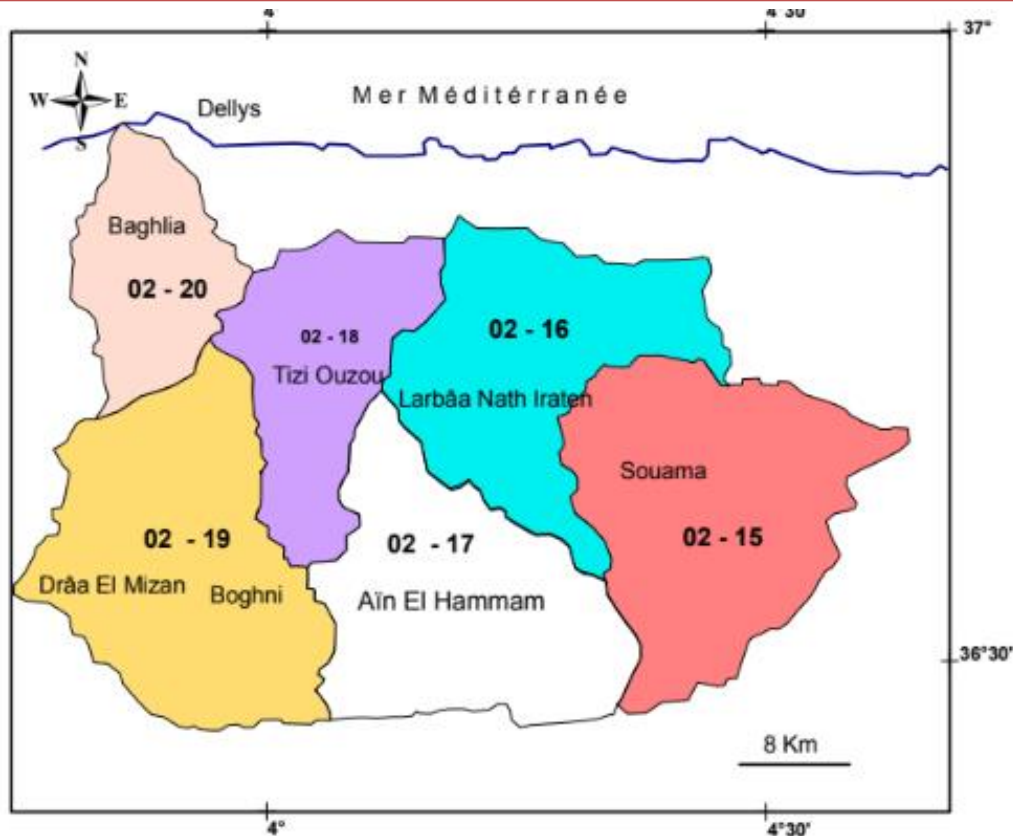 4°
4°30'
37°
N
W E
S
Dellys
Mer Méditérranée
Baghlia
02 - 20
02 - 18
Tizi Ouzou
02 - 16
Larbâa Nath Iraten
Souama
02 - 15
02 - 19
Drâa El Mizan
Boghni
02 - 17
Aïn El Hammam
36°30'
8 Km
4°
4°30'